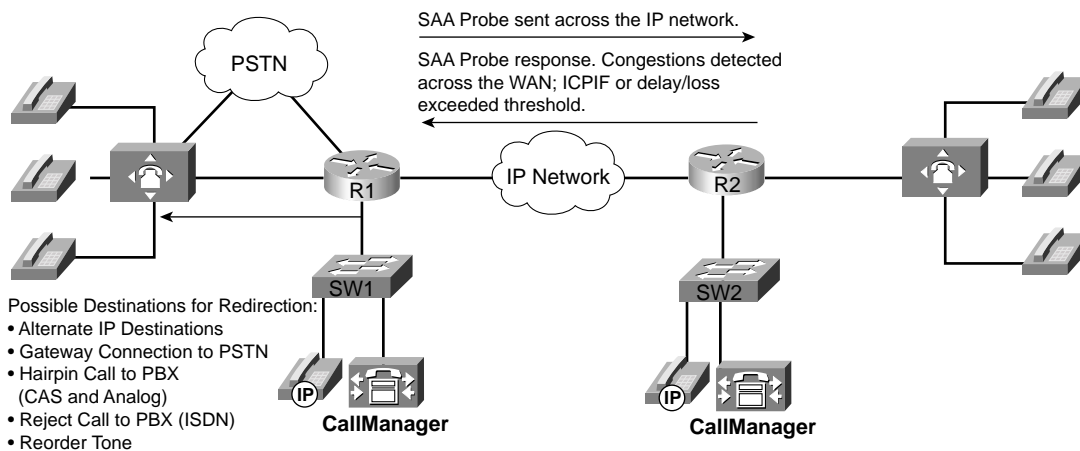 SAA Probe sent across the IP network.
SAA Probe response. Congestions detected
across the WAN; ICPIF or delay/loss
exceeded threshold.
PSTN
R1
IP Network
R2
SW1
SW2
Possible Destinations for Redirection:
• Alternate IP Destinations
• Gateway Connection to PSTN
• Hairpin Call to PBX
(CAS and Analog)
• Reject Call to PBX (ISDN)
• Reorder Tone
IP
CallManager
IP
CallManager